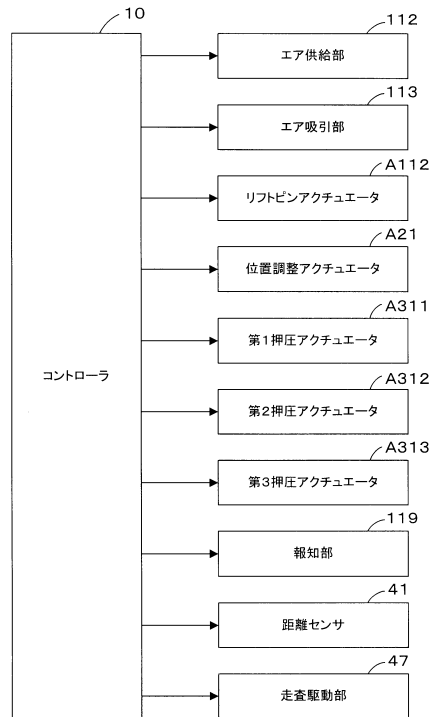 10
コントローラ
112
エア供給部
113
エア吸引部
A112
リフトピンアクチュエータ
A21
位置調整アクチュエータ
A311
第1押圧アクチュエータ
A312
第2押圧アクチュエータ
A313
第3押圧アクチュエータ
119
報知部
41
距離センサ
47
走査駆動部